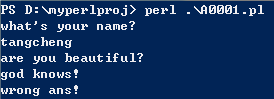 PS D:\myperlproj> perl .\A0001.pl
what's your name?
tangcheng
are you beautiful?
god knows!
wrong ans!